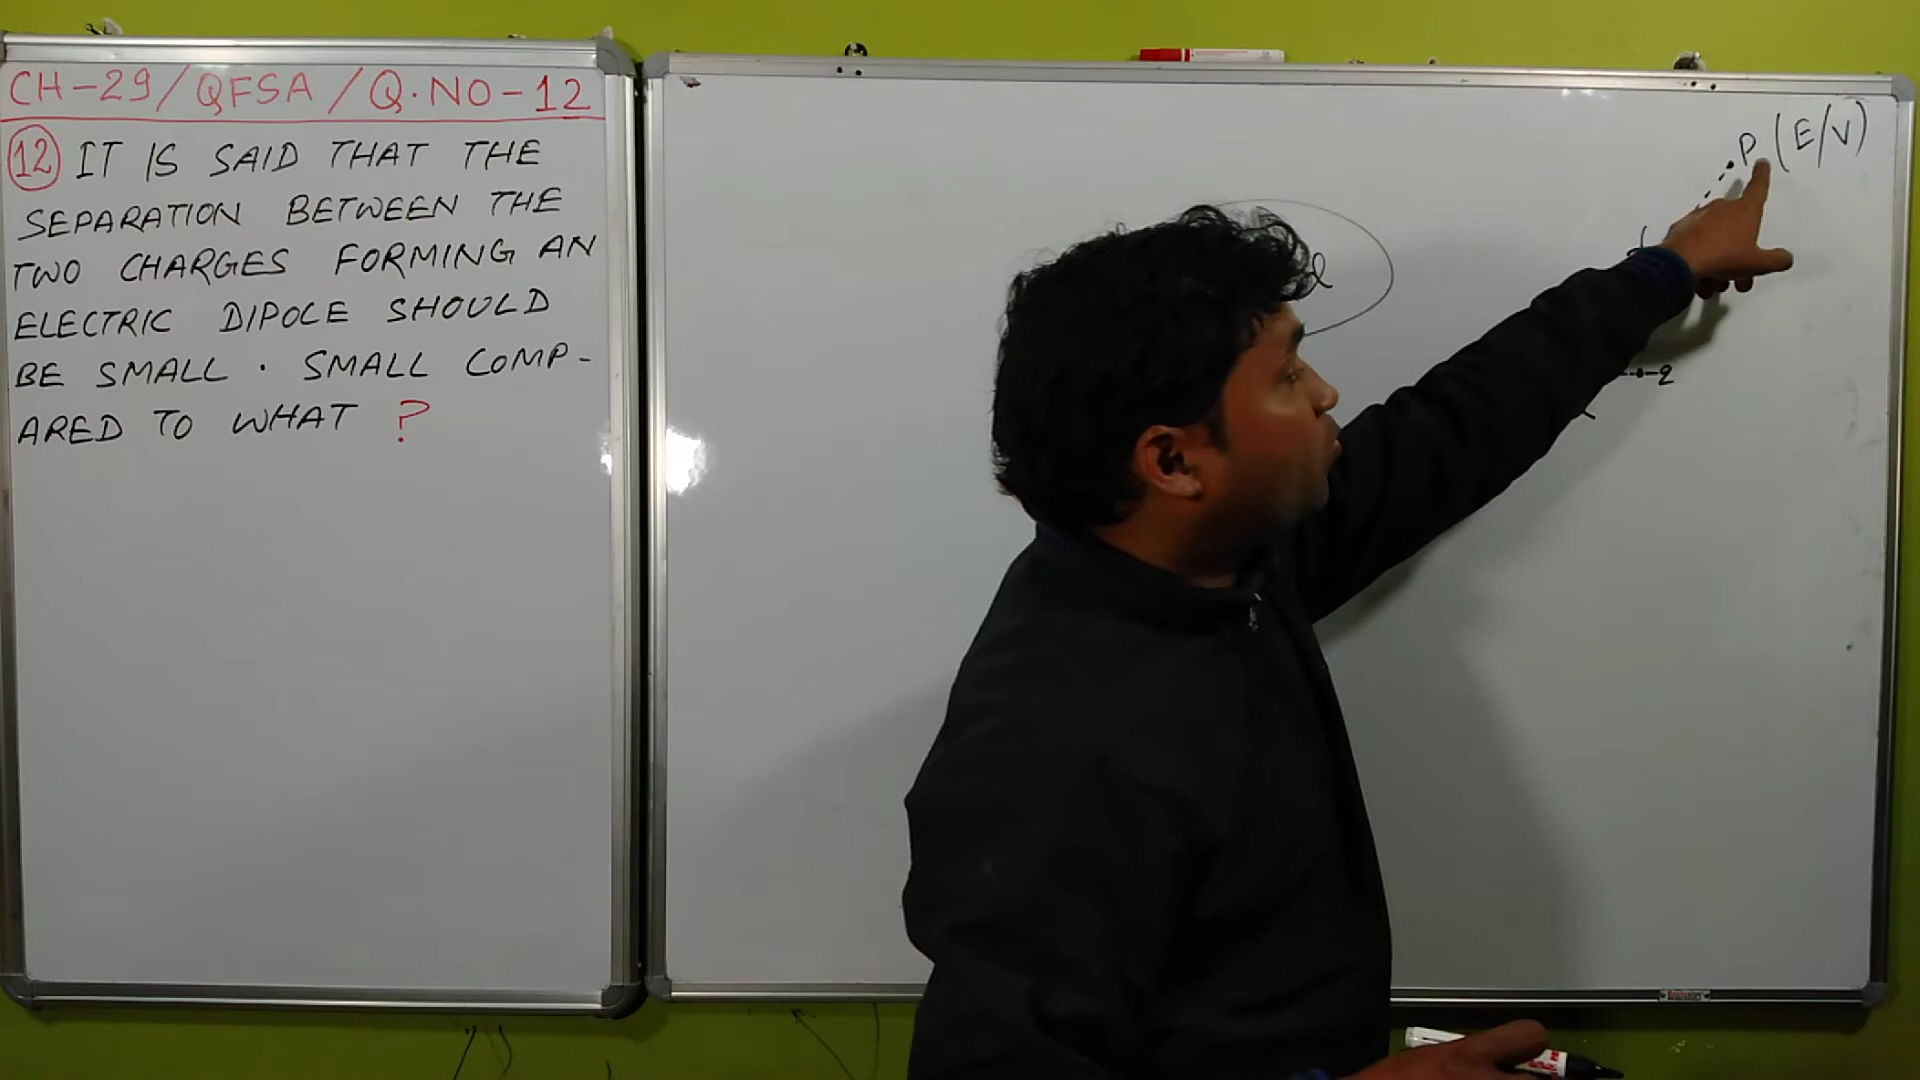 CH-29/QFSA/Q.NO-12
12 IT IS SAID THAT THE
SEPARATION BETWEEN THE
TWO CHARGES FORMING AN
ELECTRIC DIPOLE SHOULD
BE SMALL. SMALL COMP-
ARED TO WHAT ?
P (E/V)
-q